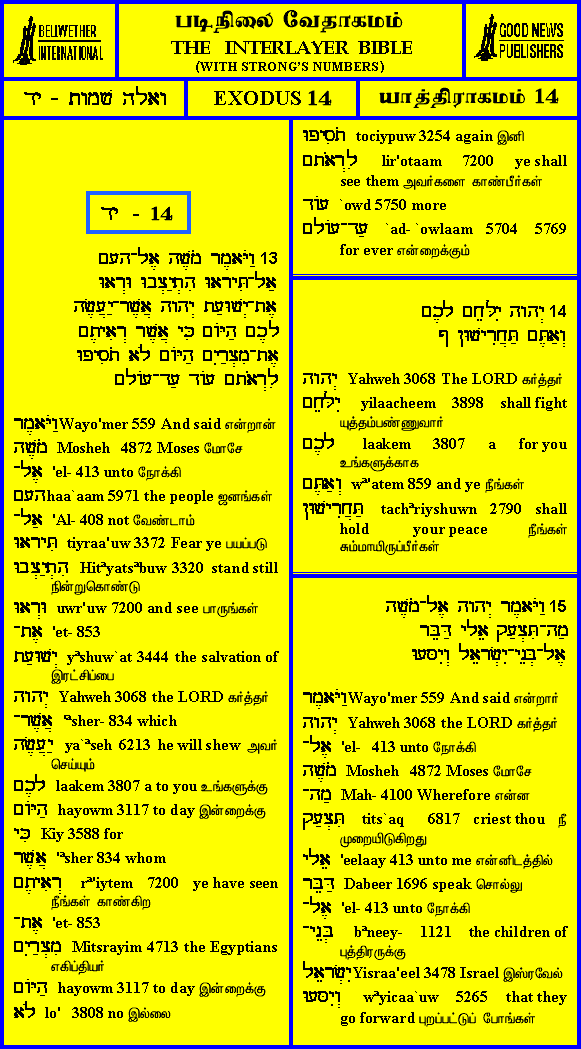 BELLWETHER
INTERNATIONAL
படிநிலை வேதாகமம்
THE INTERLAYER BIBLE
(WITH STRONG'S NUMBERS)
GOOD NEWS
PUBLISHERS
ואלה שמות - יד
EXODUS 14
யாத்திராகமம் 14
יד - 14
13 וַיֹּאמֶר מֹשֶׁה אֶל־הָעָם
אַל־תִּירָאוּ הִתְיַצְּבוּ וּרְאוּ
אֶת־יְשׁוּעַת יְהוָה אֲשֶׁר־יַעֲשֶׂה
לָכֶם הַיּוֹם כִּי אֲשֶׁר רְאִיתֶם
אֶת־מִצְרַיִם הַיּוֹם לֹא תֹסִיפוּ
לִרְאֹתָם עוֹד עַד־עוֹלָם
וַיֹּאמֶר Wayo'mer 559 And said என்றான்
מֹשֶׁה Mosheh 4872 Moses மோசே
אֶל־ 'el- 413 unto நோக்கி
הָעָם haa`aam 5971 the people ஜனங்கள்
אַל־ 'Al- 408 not வேண்டாம்
תִּירָאוּ tiyraa'uw 3372 Fear ye பயப்படு
הִתְיַצְּבוּ Hitªyatsªbuw 3320 stand still
நின்றுகொண்டு
וּרְאוּ uwr'uw 7200 and see பாருங்கள்
אֶת־ 'et- 853
יְשׁוּעַת yªshuw`at 3444 the salvation of
இரட்சிப்பை
יְהוָה Yahweh 3068 the LORD கர்த்தர்
אֲשֶׁר־ 'ªsher- 834 which
יַעֲשֶׂה ya`ªseh 6213 he will shew அவர்
செய்யும்
לָכֶם laakem 3807 a to you உங்களுக்கு
הַיּוֹם hayowm 3117 to day இன்றைக்கு
כִּי Kiy 3588 for
אֲשֶׁר 'ªsher 834 whom
רְאִיתֶם rª'iytem 7200 ye have seen
நீங்கள் காண்கிற
אֶת־ 'et- 853
מִצְרַיִם Mitsrayim 4713 the Egyptians
எகிப்தியர்
הַיּוֹם hayowm 3117 to day இன்றைக்கு
לֹא lo' 3808 no இல்லை
תֹסִיפוּ tociypuw 3254 again இனி
לִרְאֹתָם lir'otaam 7200 ye shall
see them அவர்களை காண்பீர்கள்
עוֹד `owd 5750 more
עַד־עוֹלָם `ad- `owlaam 5704 5769
for ever என்றைக்கும்
14 יְהוָה יִלָּחֵם לָכֶם
וְאַתֶּם תַּחֲרִישׁוּן ף
יְהוָה Yahweh 3068 The LORD கர்த்தர்
יִלָּחֵם yilaacheem 3898 shall fight
யுத்தம்பண்ணுவார்
לָכֶם laakem 3807 a for you
உங்களுக்காக
וְאַתֶּם wª'atem 859 and ye நீங்கள்
תַּחֲרִישׁוּן tachªriyshuwn 2790 shall
hold your peace நீங்கள்
சும்மாயிருப்பீர்கள்
15 וַיֹּאמֶר יְהוָה אֶל־מֹשֶׁה
מַה־תִּצְעַק אֵלָי דַּבֵּר
אֶל־בְּנֵי־יִשְׂרָאֵל וְיִסָּעוּ
וַיֹּאמֶר Wayo'mer 559 And said என்றார்
יְהוָה Yahweh 3068 the LORD கர்த்தர்
אֶל־ 'el- 413 unto நோக்கி
מֹשֶׁה Mosheh 4872 Moses மோசே
מַה־ Mah- 4100 Wherefore என்ன
תִּצְעַק tits`aq 6817 criest thou நீ
முறையிடுகிறது
אֵלַי 'eelaay 413 unto me என்னிடத்தில்
דַּבֵּר Dabeer 1696 speak சொல்லு
אֶל־ 'el- 413 unto நோக்கி
בְּנֵי־ bªneey- 1121 the children of
புத்திரருக்கு
יִשְׂרָאֵל Yisraa'eel 3478 Israel இஸ்ரவேல்
וְיִסָּעוּ wªyicaa`uw 5265 that they
go forward புறப்பட்டுப் போங்கள்